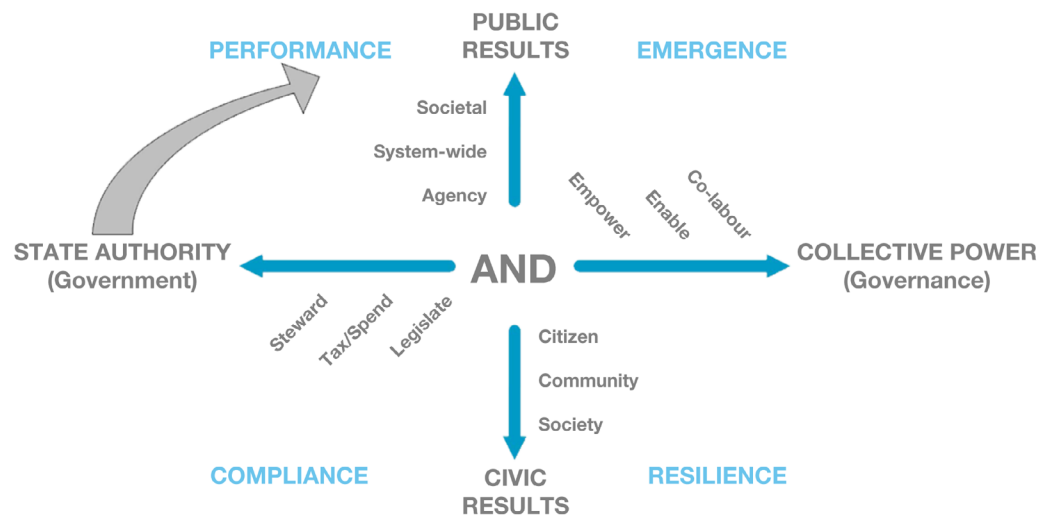 PUBLIC
RESULTS
PERFORMANCE
EMERGENCE
Societal
System-wide
Agency
Empower
Enable
Co-labour
STATE AUTHORITY
(Government)
AND
COLLECTIVE POWER
(Governance)
Steward
Tax/Spend
Legislate
Citizen
Community
Society
COMPLIANCE
CIVIC
RESULTS
RESILIENCE